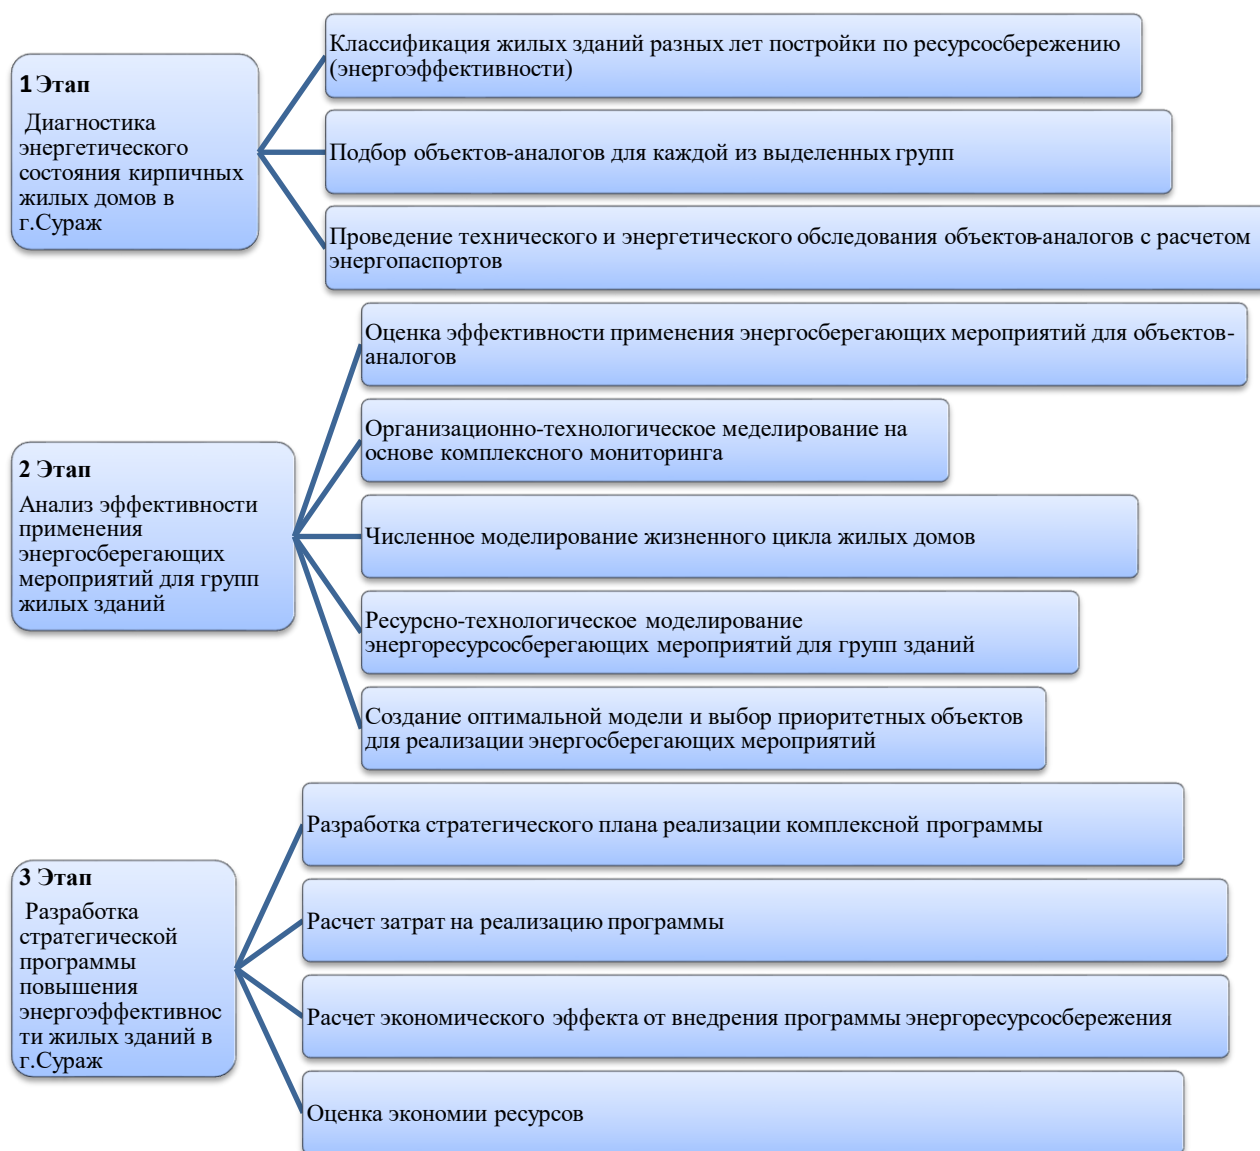 1 Этап
Диагностика
энергетического
состояния кирпичных
жилых домов в
г.Сураж
Классификация жилых зданий разных лет постройки по ресурсосбережению
(энергоэффективности)
Подбор объектов-аналогов для каждой из выделенных групп
Проведение технического и энергетического обследования объектов-аналогов с расчетом
энергопаспортов
2 Этап
Анализ эффективности
применения
энергосберегающих
мероприятий для групп
жилых зданий
Оценка эффективности применения энергосберегающих мероприятий для объектов-
аналогов
Организационно-технологическое меделирование на
основе комплексного мониторинга
Численное моделирование жизненного цикла жилых домов
Ресурсно-технологическое моделирование
энергоресурсосберегающих мероприятий для групп зданий
Создание оптимальной модели и выбор приоритетных объектов
для реализации энергосберегающих мероприятий
3 Этап
Разработка
стратегической
программы
повышения
энергоэффективнос
ти жилых зданий в
г.Сураж
Разработка стратегического плана реализации комплексной программы
Расчет затрат на реализацию программы
Расчет экономического эффекта от внедрения программы энергоресурсосбережения
Оценка экономии ресурсов